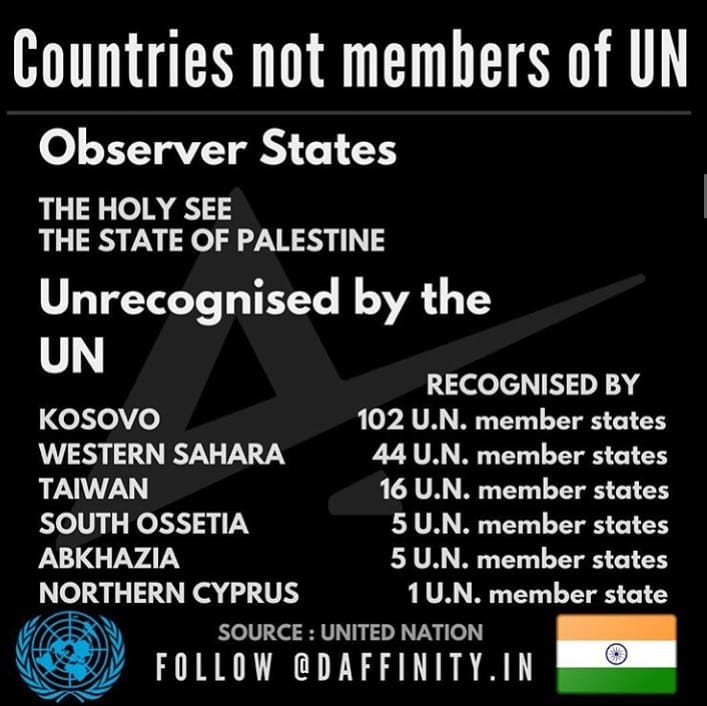 Countries not members of UN
Observer States
THE HOLY SEE
THE STATE OF PALESTINE
Unrecognised by the
UN
RECOGNISED BY
KOSOVO 102 U.N. member states
WESTERN SAHARA 44 U.N. member states
TAIWAN 16 U.N. member states
SOUTH OSSETIA 5 U.N. member states
ABKHAZIA 5 U.N. member states
NORTHERN CYPRUS 1 U.N. member state
SOURCE : UNITED NATION
FOLLOW @DAFFINITY.IN